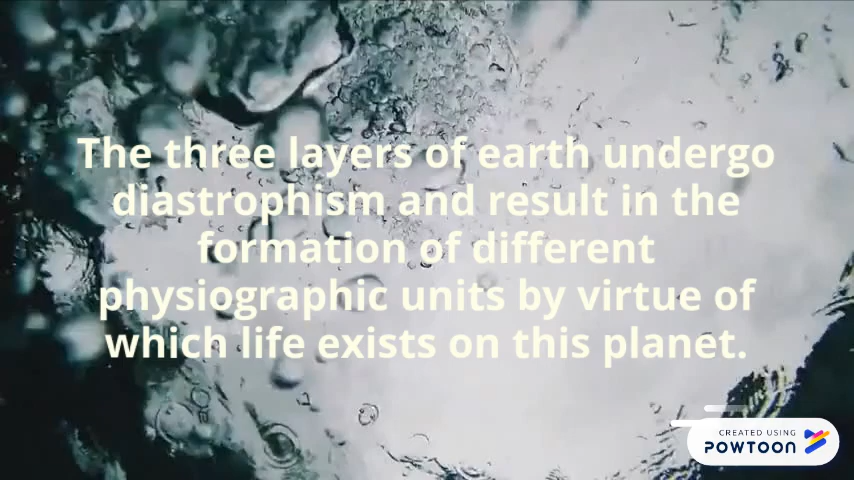 The three layers of earth undergo
diastrophism and result in the
formation of different
physiographic units by virtue of
which life exists on this planet.
CREATED USING
POWTOON